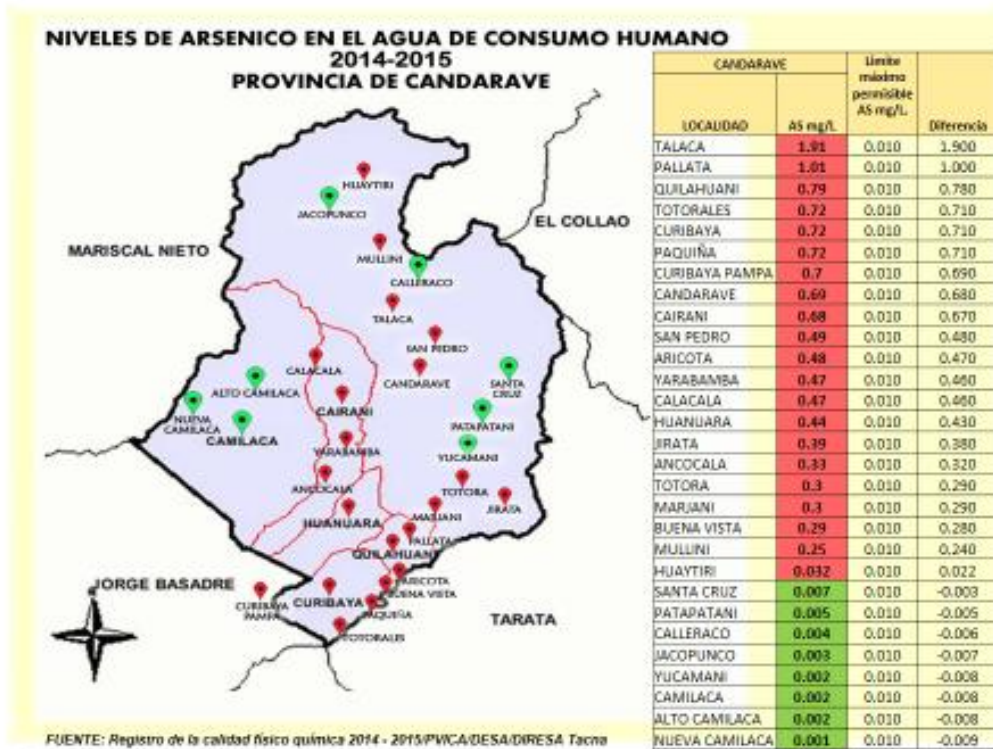 NIVELES DE ARSENICO EN EL AGUA DE CONSUMO HUMANO
2014-2015
PROVINCIA DE CANDARAVE
HUAYTIRI
JACOPUNCO
EL COLLAO
MARISCAL NIETO
MULLINI
CALLERACO
TALACA
SAN PEDRO
CALACALA
CANDARAVE
SANTA
CRUZ
ALTO CAMILACA
CAIRANI
NUEVA
CAMILACA
CAMILACA
PATAPATANI
YARABAMBA
YUCAMANI
ANCOCALA
TOTORA
JIRATA
HUANUARA
MARJANI
PALLATA
QUILAHUANI
JORGE BASADRE
ARICOTA
BUENA VISTA
CURIBAYA
PAMPA
CURIBAYA
PAQUIÑA
TARATA
TOTORALES
FUENTE: Registro de la calidad físico química 2014 - 2015/PVICA/DESA/DIRESA Tacna
CANDARAVE
Limite
máximo
permisible
AS mg/L.
LOCALIDAD AS mg/L Diferencia
TALACA 1.91 0.010 1.900
PALLATA 1.01 0.010 1.000
QUILAHUANI 0.79 0.010 0.780
TOTORALES 0.72 0.010 0.710
CURIBAYA 0.72 0.010 0.710
PAQUIÑA 0.72 0.010 0.710
CURIBAYA PAMPA 0.7 0.010 0.690
CANDARAVE 0.69 0.010 0.680
CAIRANI 0.68 0.010 0.670
SAN PEDRO 0.49 0.010 0.480
ARICOTA 0.48 0.010 0.470
YARABAMBA 0.47 0.010 0.460
CALACALA 0.47 0.010 0.460
HUANUARA 0.44 0.010 0.430
JIRATA 0.39 0.010 0.380
ANCOCALA 0.33 0.010 0.320
TOTORA 0.3 0.010 0.290
MARJANI 0.3 0.010 0.290
BUENA VISTA 0.29 0.010 0.280
MULLINI 0.25 0.010 0.240
HUAYTIRI 0.032 0.010 0.022
SANTA CRUZ 0.007 0.010 -0.003
PATAPATANI 0.005 0.010 -0.005
CALLERACO 0.004 0.010 -0.006
JACOPUNCO 0.003 0.010 -0.007
YUCAMANI 0.002 0.010 -0.008
CAMILACA 0.002 0.010 -0.008
ALTO CAMILACA 0.002 0.010 -0.008
NUEVA CAMILACA 0.001 0.010 -0.009